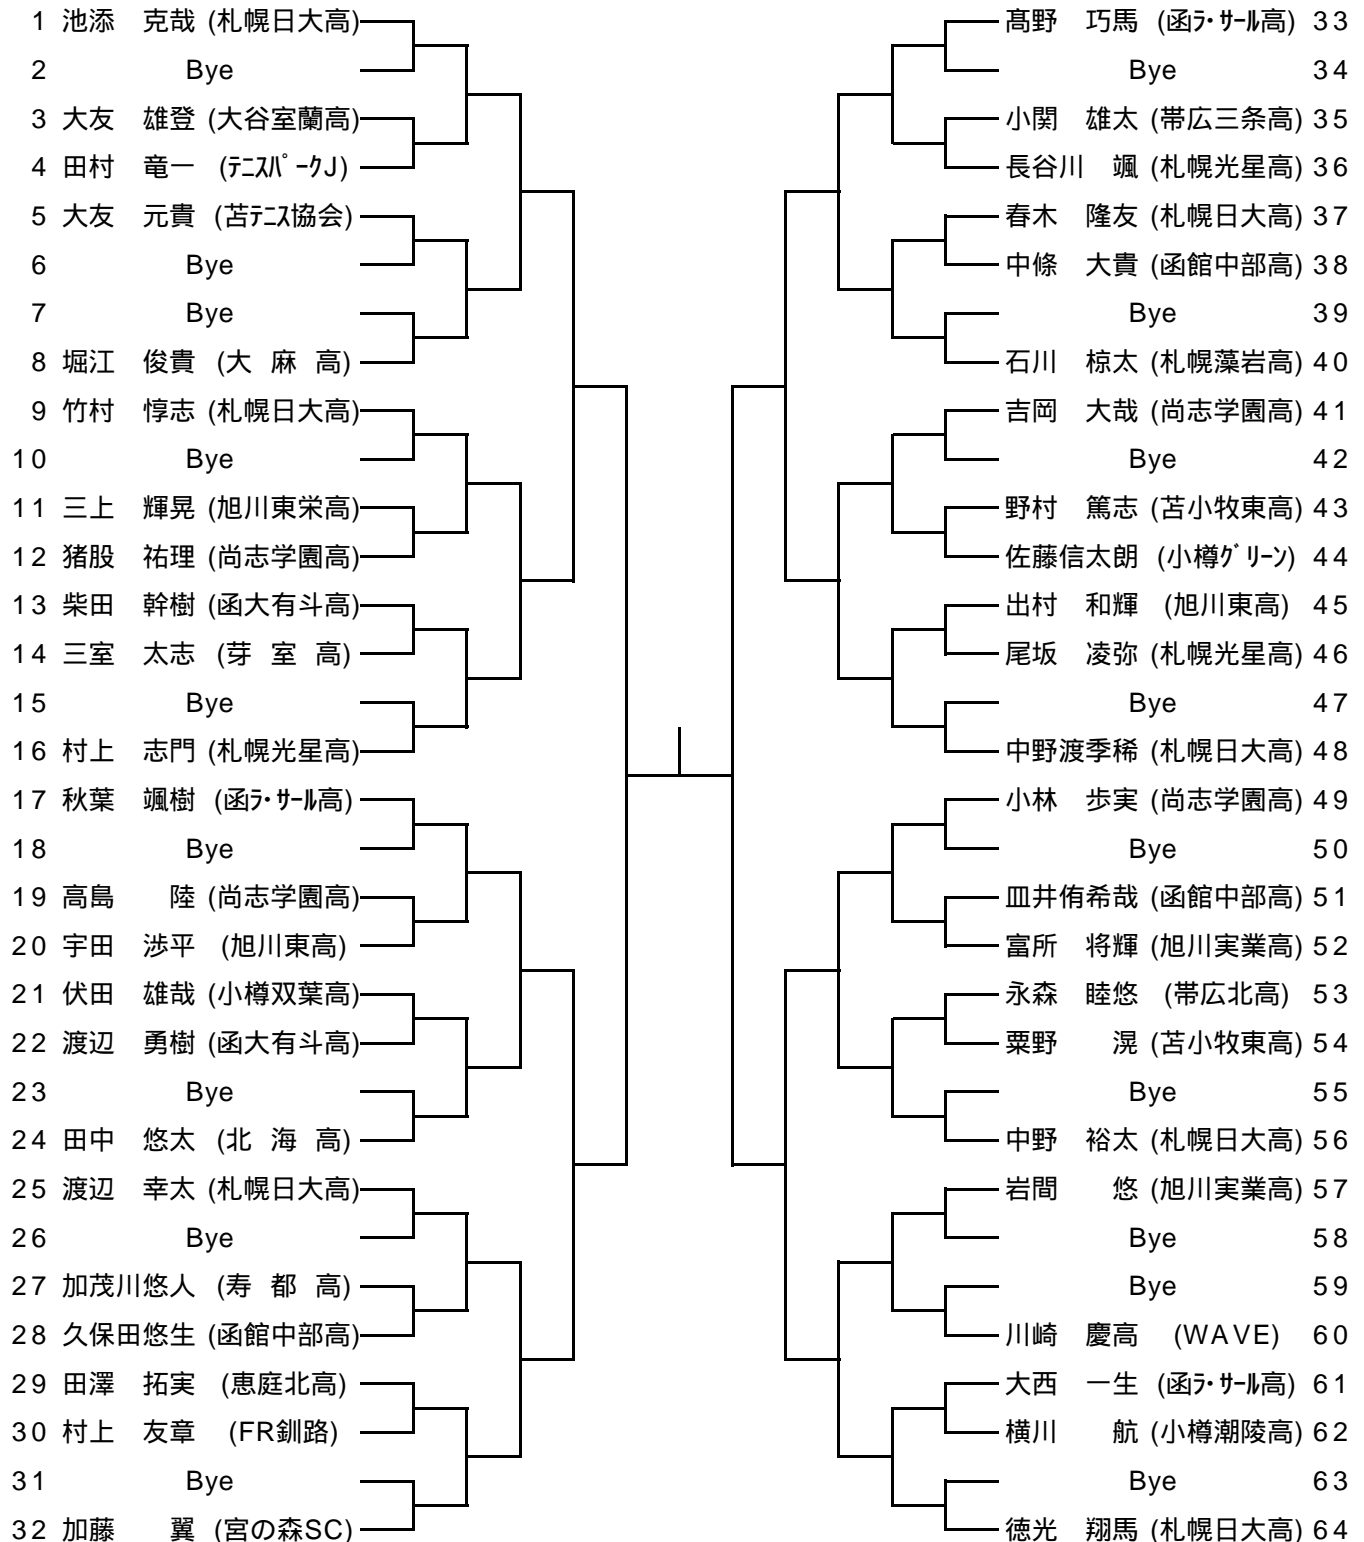 1 池添 克哉 (札幌日大高)
2 Bye
3 大友 雄登 (大谷室蘭高)
4 田村 竜一 (ﾃﾆｽﾊﾟｰｸJ)
5 大友 元貴 (苫ﾃﾆｽ協会)
6 Bye
7 Bye
8 堀江 俊貴 (大 麻 高)
9 竹村 惇志 (札幌日大高)
10 Bye
11 三上 輝晃 (旭川東栄高)
12 猪股 祐理 (尚志学園高)
13 柴田 幹樹 (函大有斗高)
14 三室 太志 (芽 室 高)
15 Bye
16 村上 志門 (札幌光星高)
17 秋葉 颯樹 (函ﾗ･ｻｰﾙ高)
18 Bye
19 高島 陸 (尚志学園高)
20 宇田 渉平 (旭川東高)
21 伏田 雄哉 (小樽双葉高)
22 渡辺 勇樹 (函大有斗高)
23 Bye
24 田中 悠太 (北 海 高)
25 渡辺 幸太 (札幌日大高)
26 Bye
27 加茂川悠人 (寿 都 高)
28 久保田悠生 (函館中部高)
29 田澤 拓実 (恵庭北高)
30 村上 友章 (FR釧路)
31 Bye
32 加藤 翼 (宮の森SC)
髙野 巧馬 (函ﾗ･ｻｰﾙ高) 33
Bye 34
小関 雄太 (帯広三条高) 35
長谷川 颯 (札幌光星高) 36
春木 隆友 (札幌日大高) 37
中條 大貴 (函館中部高) 38
Bye 39
石川 椋太 (札幌藻岩高) 40
吉岡 大哉 (尚志学園高) 41
Bye 42
野村 篤志 (苫小牧東高) 43
佐藤信太朗 (小樽ｸﾞﾘｰﾝ) 44
出村 和輝 (旭川東高) 45
尾坂 凌弥 (札幌光星高) 46
Bye 47
中野渡季稀 (札幌日大高) 48
小林 歩実 (尚志学園高) 49
Bye 50
皿井侑希哉 (函館中部高) 51
富所 将輝 (旭川実業高) 52
永森 睦悠 (帯広北高) 53
粟野 滉 (苫小牧東高) 54
Bye 55
中野 裕太 (札幌日大高) 56
岩間 悠 (旭川実業高) 57
Bye 58
Bye 59
川崎 慶高 (WAVE) 60
大西 一生 (函ﾗ･ｻｰﾙ高) 61
横川 航 (小樽潮陵高) 62
Bye 63
徳光 翔馬 (札幌日大高) 64